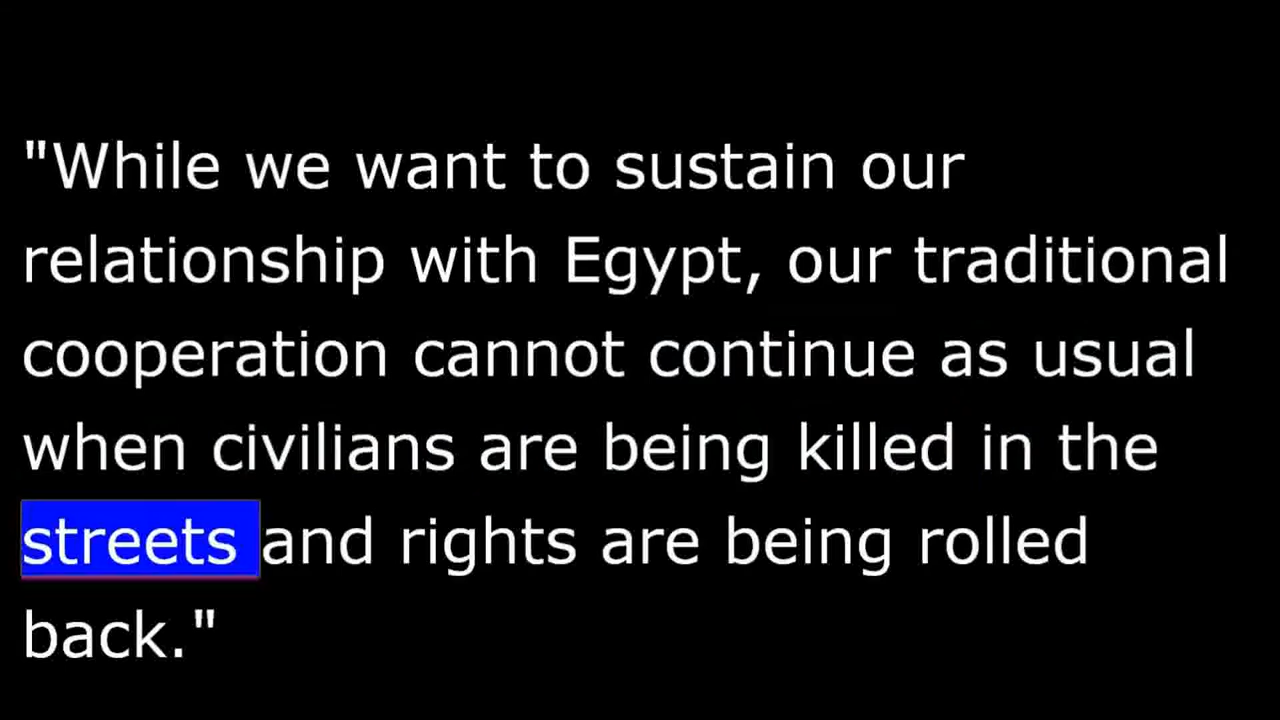 "While we want to sustain our
relationship with Egypt, our traditional
cooperation cannot continue as usual
when civilians are being killed in the
streets and rights are being rolled
back."